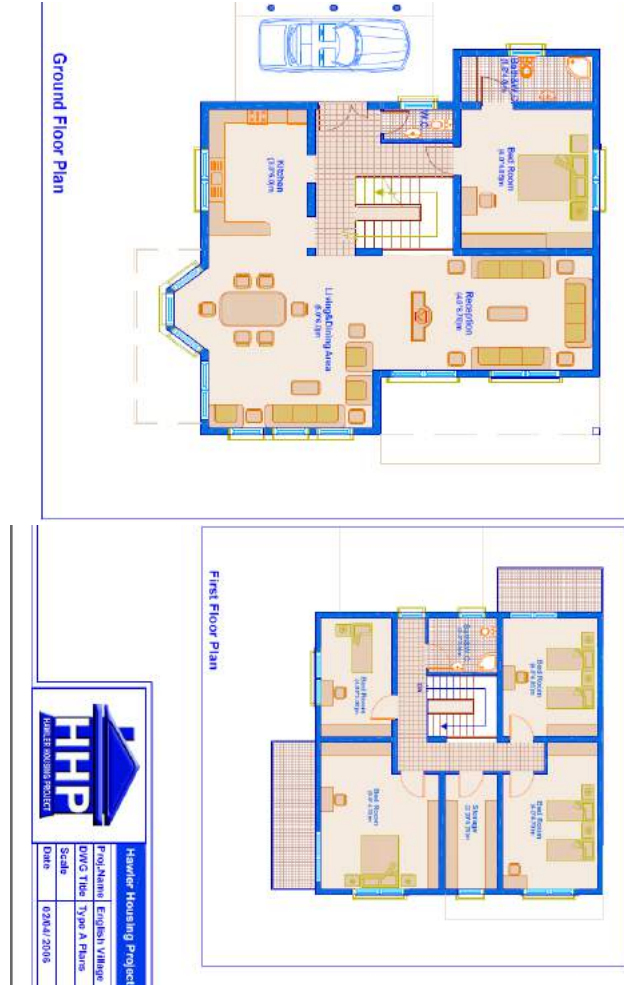 Ground Floor Plan
Bath&W.C
W.C.
Bed Room
Kitchen
Reception
Living&Dining Area
First Floor Plan
Bath&W.C.
Bed Room
Bed Room
Bed Room
Storage
Bed Room
HHP
HAWLER HOUSING PROJECT
Hawler Housing Project
Proj.Name English Village
DWG Title Type A Plans
Scale
Date 02/04/ 2006